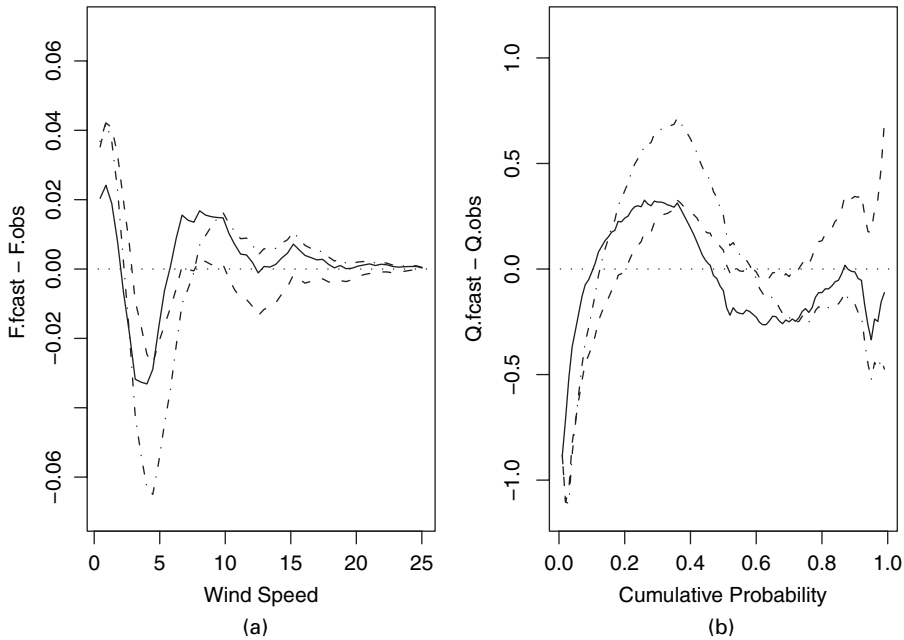 F.fcast − F.obs
0.06
0.04
0.02
0.00
−0.02
−0.06
0 5 10 15 20 25
Wind Speed
(a)
Q.fcast − Q.obs
1.0
0.5
0.0
−0.5
−1.0
0.0 0.2 0.4 0.6 0.8 1.0
Cumulative Probability
(b)